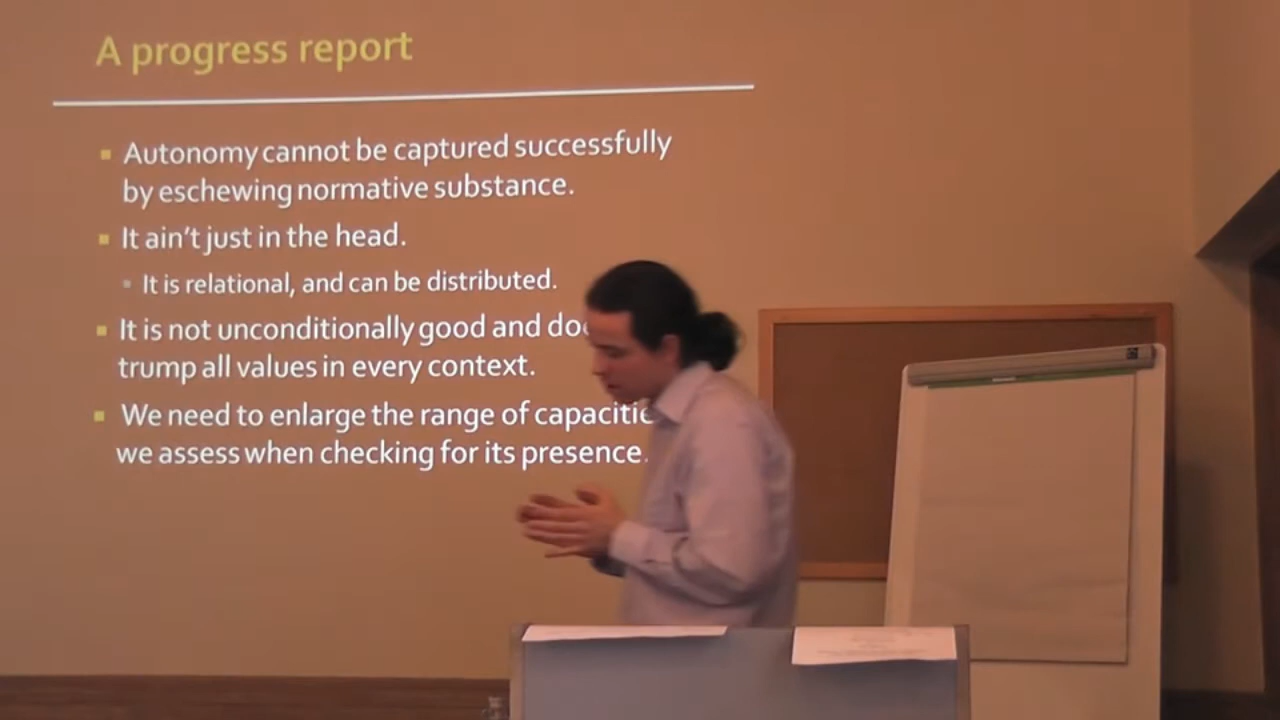 A progress report
Autonomy cannot be captured successfully
by eschewing normative substance.
It ain't just in the head.
It is relational, and can be distributed.
It is not unconditionally good and
trump all values in every context.
We need to enlarge the range of
we assess when checking for its presence.